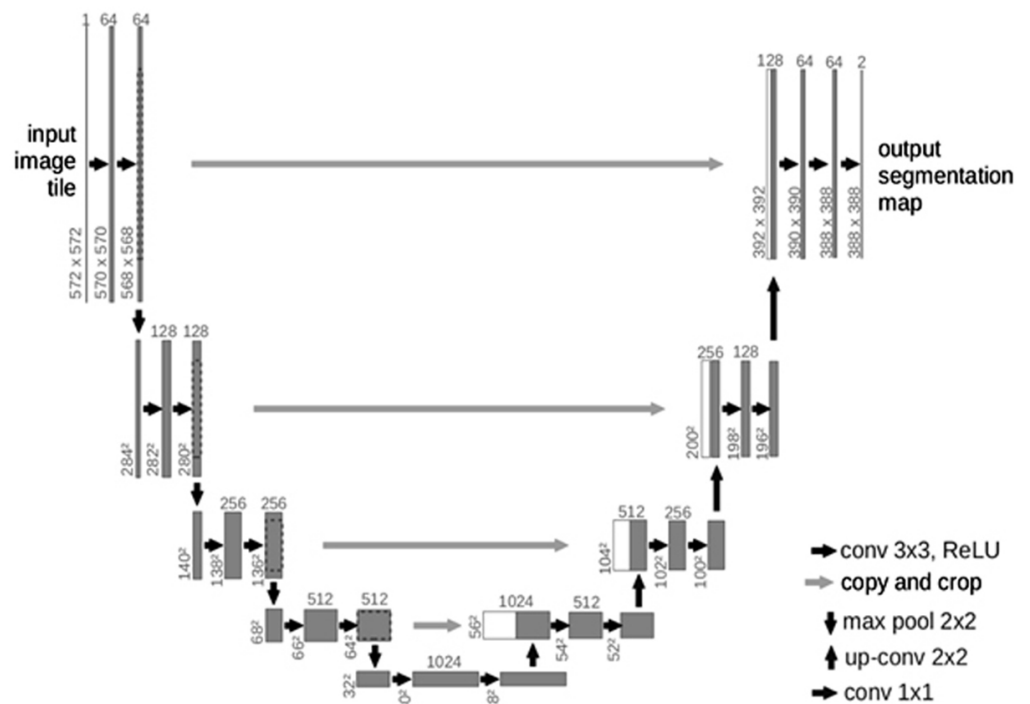 1 64 64
128 64 64 2
input
image
tile
output
segmentation
map
572 x 572
570 x 570
568 x 568
392 x 392
390 x 390
388 x 388
388 x 388
128 128
256 128
284²
282²
280²
200²
198²
196²
256 256
512 256
140²
138²
136²
104²
102²
100²
conv 3x3, ReLU
copy and crop
max pool 2x2
up-conv 2x2
conv 1x1
512 512
1024 512
68²
66²
64²
56²
54²
52²
1024
32²
0²
8²